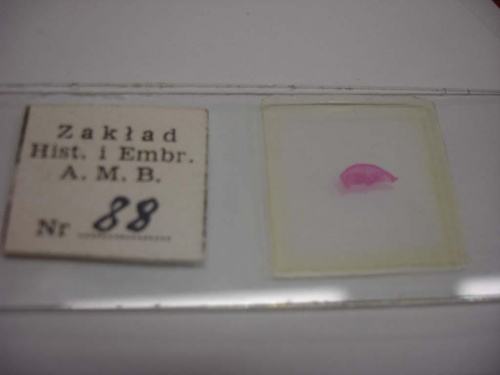 Zakład
Hist. i Embr.
A. M. B.
Nr 88